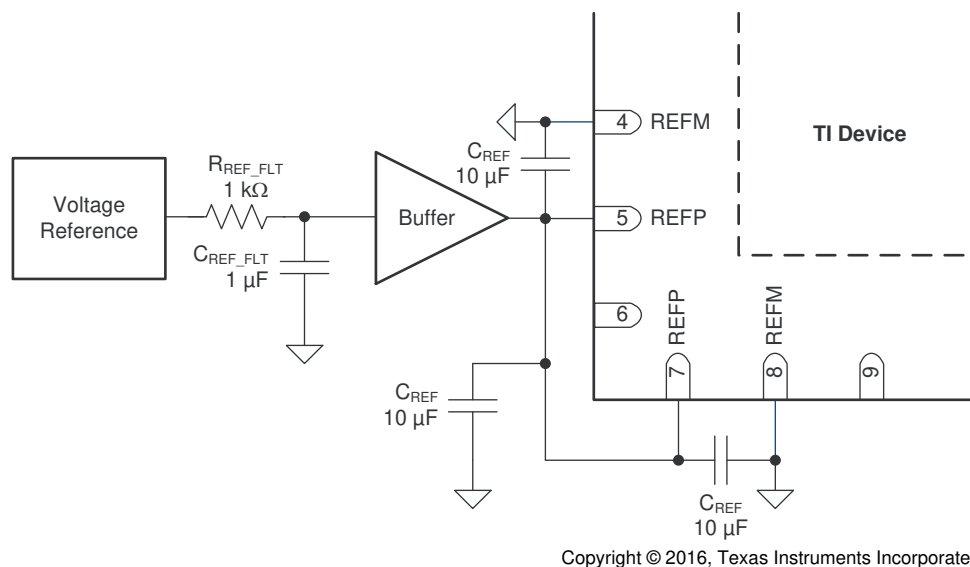 4
REFM
TI Device
C_REF
10 µF
R_REF_FLT
1 kΩ
Voltage
Reference
Buffer
5
REFP
C_REF_FLT
1 µF
6
REFP
REFM
7
8
9
C_REF
10 µF
C_REF
10 µF
Copyright © 2016, Texas Instruments Incorporate